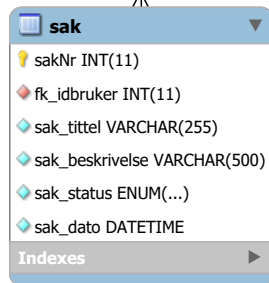 sak
sakNr INT(11)
fk_idbruker INT(11)
sak_tittel VARCHAR(255)
sak_beskrivelse VARCHAR(500)
sak_status ENUM(...)
sak_dato DATETIME
Indexes